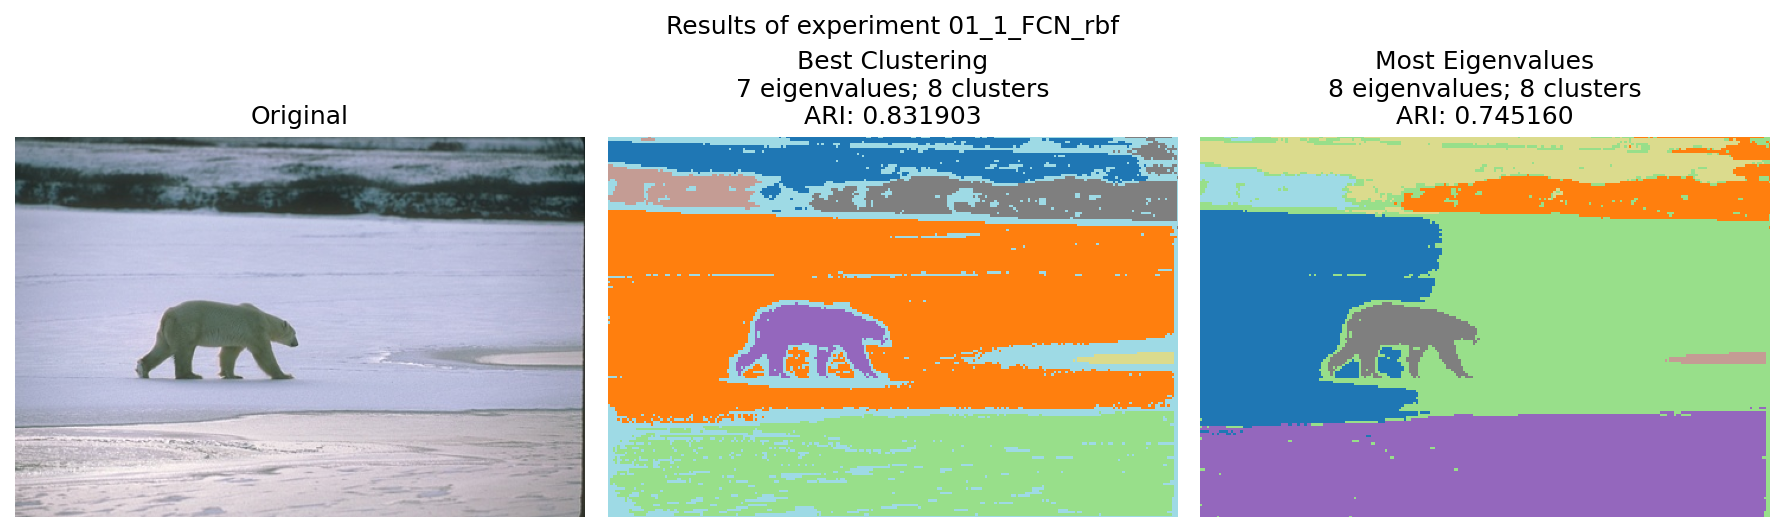 Results of experiment 01_1_FCN_rbf
Original
Best Clustering
7 eigenvalues; 8 clusters
ARI: 0.831903
Most Eigenvalues
8 eigenvalues; 8 clusters
ARI: 0.745160